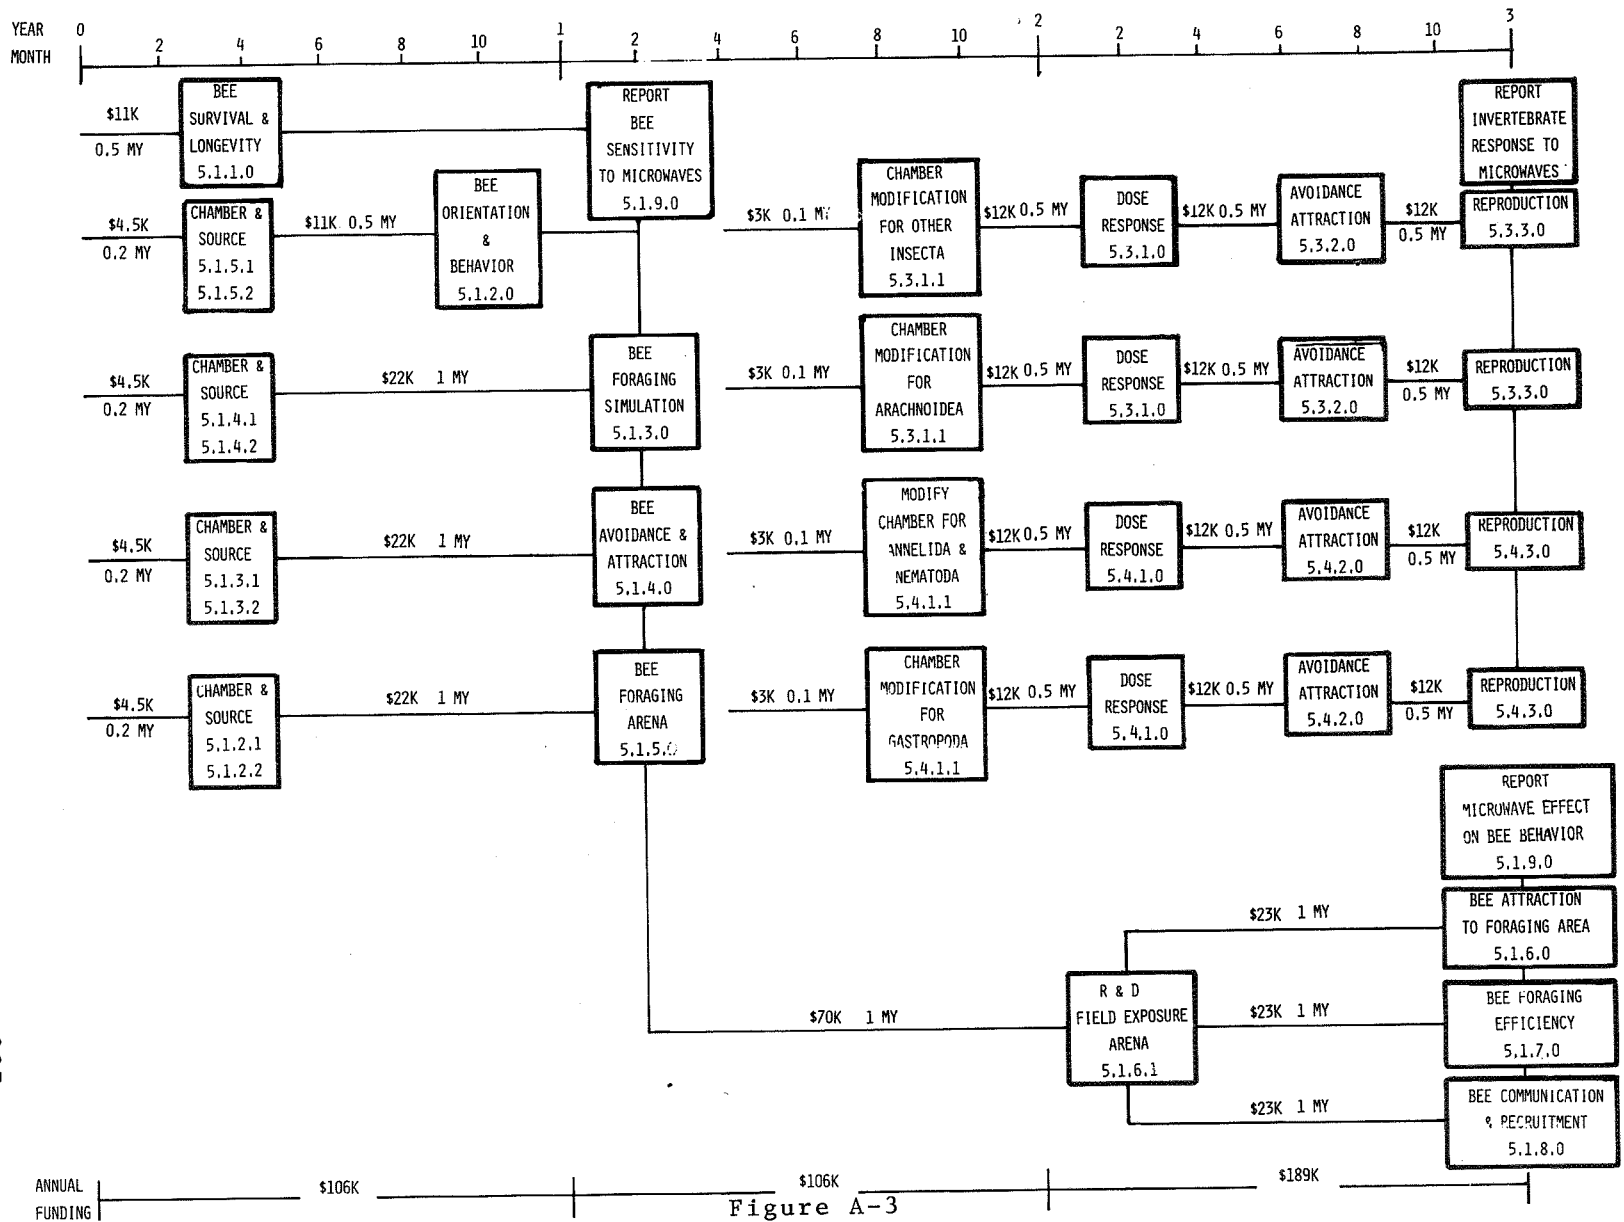 YEAR 0 1 2 3
MONTH 2 4 6 8 10 2 4 6 8 10 2 4 6 8 10
$11K
0.5 MY
BEE
SURVIVAL &
LONGEVITY
5.1.1.0
REPORT
BEE
SENSITIVITY
TO MICROWAVES
5.1.9.0
REPORT
INVERTEBRATE
RESPONSE TO
MICROWAVES
$4.5K
0.2 MY
CHAMBER &
SOURCE
5.1.5.1
5.1.5.2
$11K 0.5 MY
BEE
ORIENTATION
&
BEHAVIOR
5.1.2.0
$3K 0.1 MY
CHAMBER
MODIFICATION
FOR OTHER
INSECTA
5.3.1.1
$12K 0.5 MY
DOSE
RESPONSE
5.3.1.0
$12K 0.5 MY
AVOIDANCE
ATTRACTION
5.3.2.0
$12K
0.5 MY
REPRODUCTION
5.3.3.0
$4.5K
0.2 MY
CHAMBER &
SOURCE
5.1.4.1
5.1.4.2
$22K 1 MY
BEE
FORAGING
SIMULATION
5.1.3.0
$3K 0.1 MY
CHAMBER
MODIFICATION
FOR
ARACHNOIDEA
5.3.1.1
$12K 0.5 MY
DOSE
RESPONSE
5.3.1.0
$12K 0.5 MY
AVOIDANCE
ATTRACTION
5.3.2.0
$12K
0.5 MY
REPRODUCTION
5.3.3.0
$4.5K
0.2 MY
CHAMBER &
SOURCE
5.1.3.1
5.1.3.2
$22K 1 MY
BEE
AVOIDANCE &
ATTRACTION
5.1.4.0
$3K 0.1 MY
MODIFY
CHAMBER FOR
ANNELIDA &
NEMATODA
5.4.1.1
$12K 0.5 MY
DOSE
RESPONSE
5.4.1.0
$12K 0.5 MY
AVOIDANCE
ATTRACTION
5.4.2.0
$12K
0.5 MY
REPRODUCTION
5.4.3.0
$4.5K
0.2 MY
CHAMBER &
SOURCE
5.1.2.1
5.1.2.2
$22K 1 MY
BEE
FORAGING
ARENA
5.1.5.0
$3K 0.1 MY
CHAMBER
MODIFICATION
FOR
GASTROPODA
5.4.1.1
$12K 0.5 MY
DOSE
RESPONSE
5.4.1.0
$12K 0.5 MY
AVOIDANCE
ATTRACTION
5.4.2.0
$12K
0.5 MY
REPRODUCTION
5.4.3.0
REPORT
MICROWAVE EFFECT
ON BEE BEHAVIOR
5.1.9.0
$23K 1 MY
BEE ATTRACTION
TO FORAGING AREA
5.1.6.0
$70K 1 MY
R & D
FIELD EXPOSURE
ARENA
5.1.6.1
$23K 1 MY
BEE FORAGING
EFFICIENCY
5.1.7.0
$23K 1 MY
BEE COMMUNICATION
& RECRUITMENT
5.1.8.0
ANNUAL
FUNDING
$106K
$106K
$189K
Figure A-3